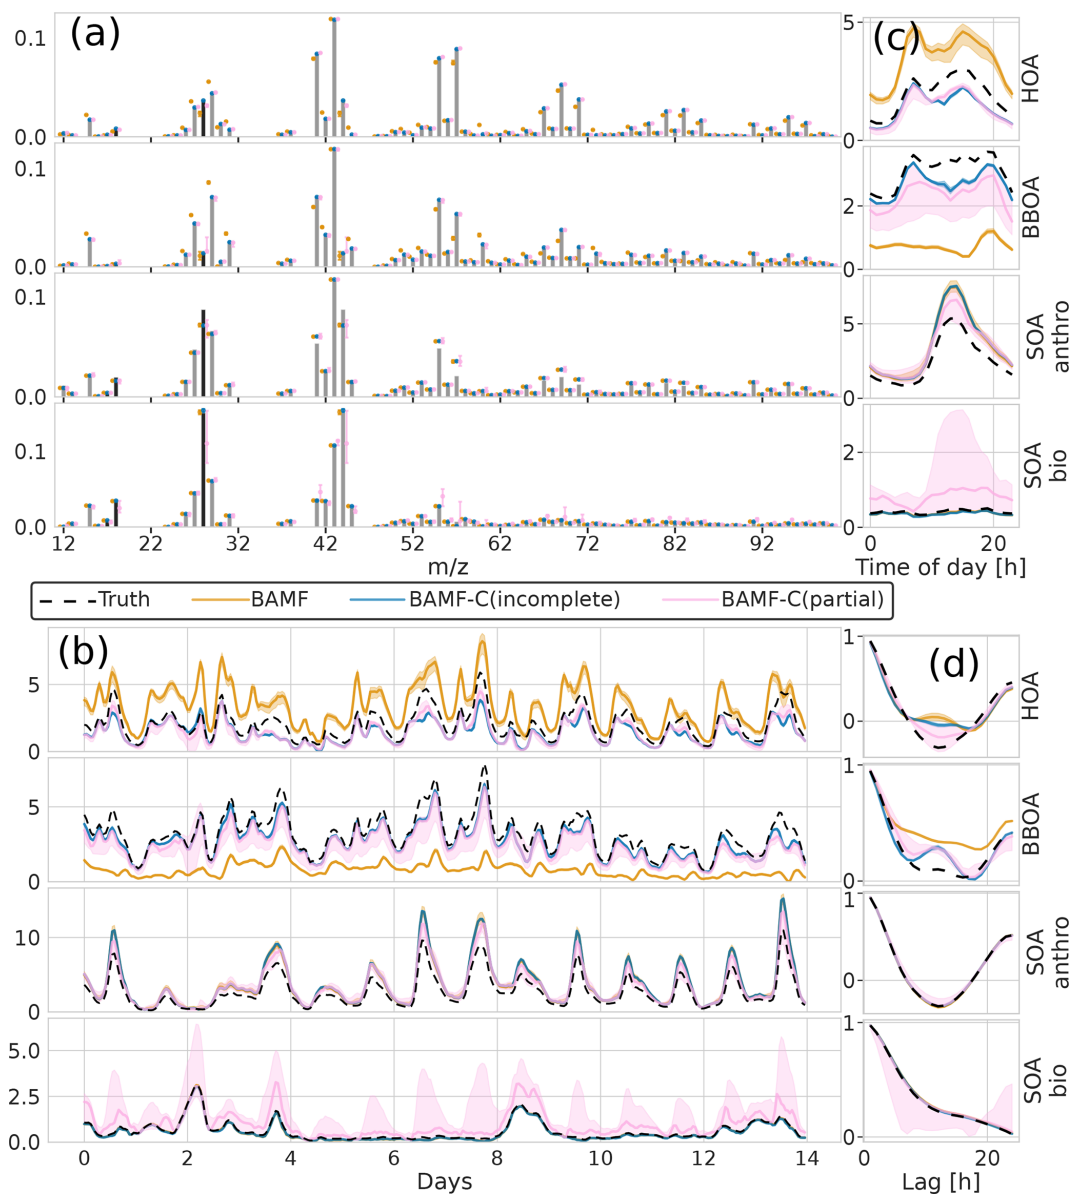 (a)
0.1
0.0
0.1
0.0
0.1
0.0
0.1
0.0
12 22 32 42 52 62 72 82 92
m/z
(c)
5
0
HOA
2
0
BBOA
5
0
SOA
anthro
2
0
SOA
bio
0 20
Time of day [h]
Truth BAMF BAMF-C(incomplete) BAMF-C(partial)
(b)
5
0
5
0
10
0
5.0
2.5
0.0
0 2 4 6 8 10 12 14
Days
(d)
1
0
HOA
1
0
BBOA
1
0
SOA
anthro
1
0
SOA
bio
0 20
Lag [h]